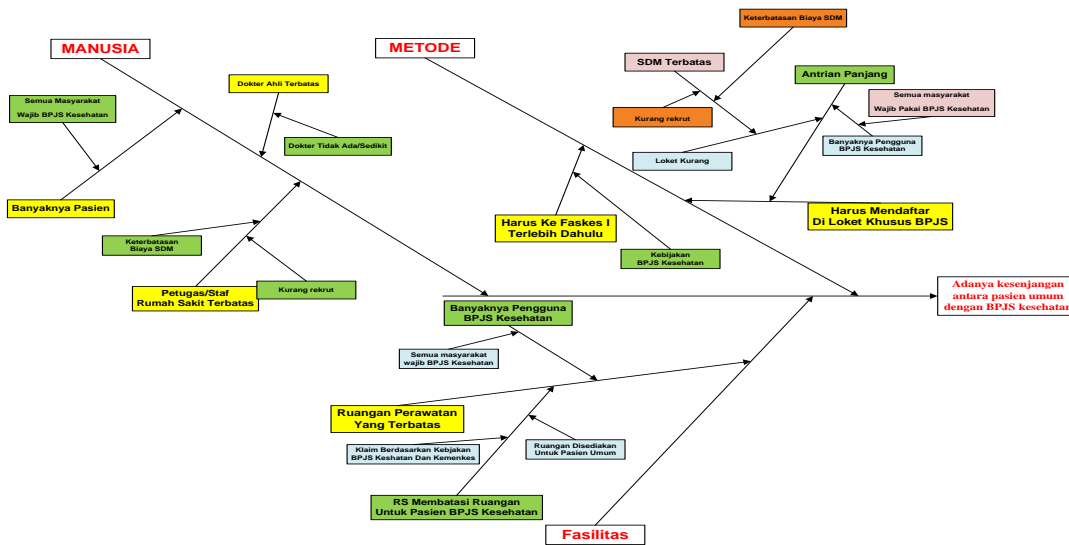 Keterbatasan Biaya SDM
MANUSIA
METODE
SDM Terbatas
Antrian Panjang
Dokter Ahli Terbatas
Semua Masyarakat
Wajib BPJS Kesehatan
Semua masyarakat
Wajib Pakai BPJS Kesehatan
Kurang rekrut
Dokter Tidak Ada/Sedikit
Loket Kurang
Banyaknya Pengguna
BPJS Kesehatan
Banyaknya Pasien
Harus Ke Faskes I
Terlebih Dahulu
Harus Mendaftar
Di Loket Khusus BPJS
Keterbatasan
Biaya SDM
Kebijakan
BPJS Kesehatan
Petugas/Staf
Rumah Sakit Terbatas
Kurang rekrut
Adanya kesenjangan
antara pasien umum
dengan BPJS kesehatan
Banyaknya Pengguna
BPJS Kesehatan
Semua masyarakat
wajib BPJS Kesehatan
Ruangan Perawatan
Yang Terbatas
Klaim Berdasarkan Kebjakan
BPJS Keshatan Dan Kemenkes
Ruangan Disediakan
Untuk Pasien Umum
RS Membatasi Ruangan
Untuk Pasien BPJS Kesehatan
Fasilitas